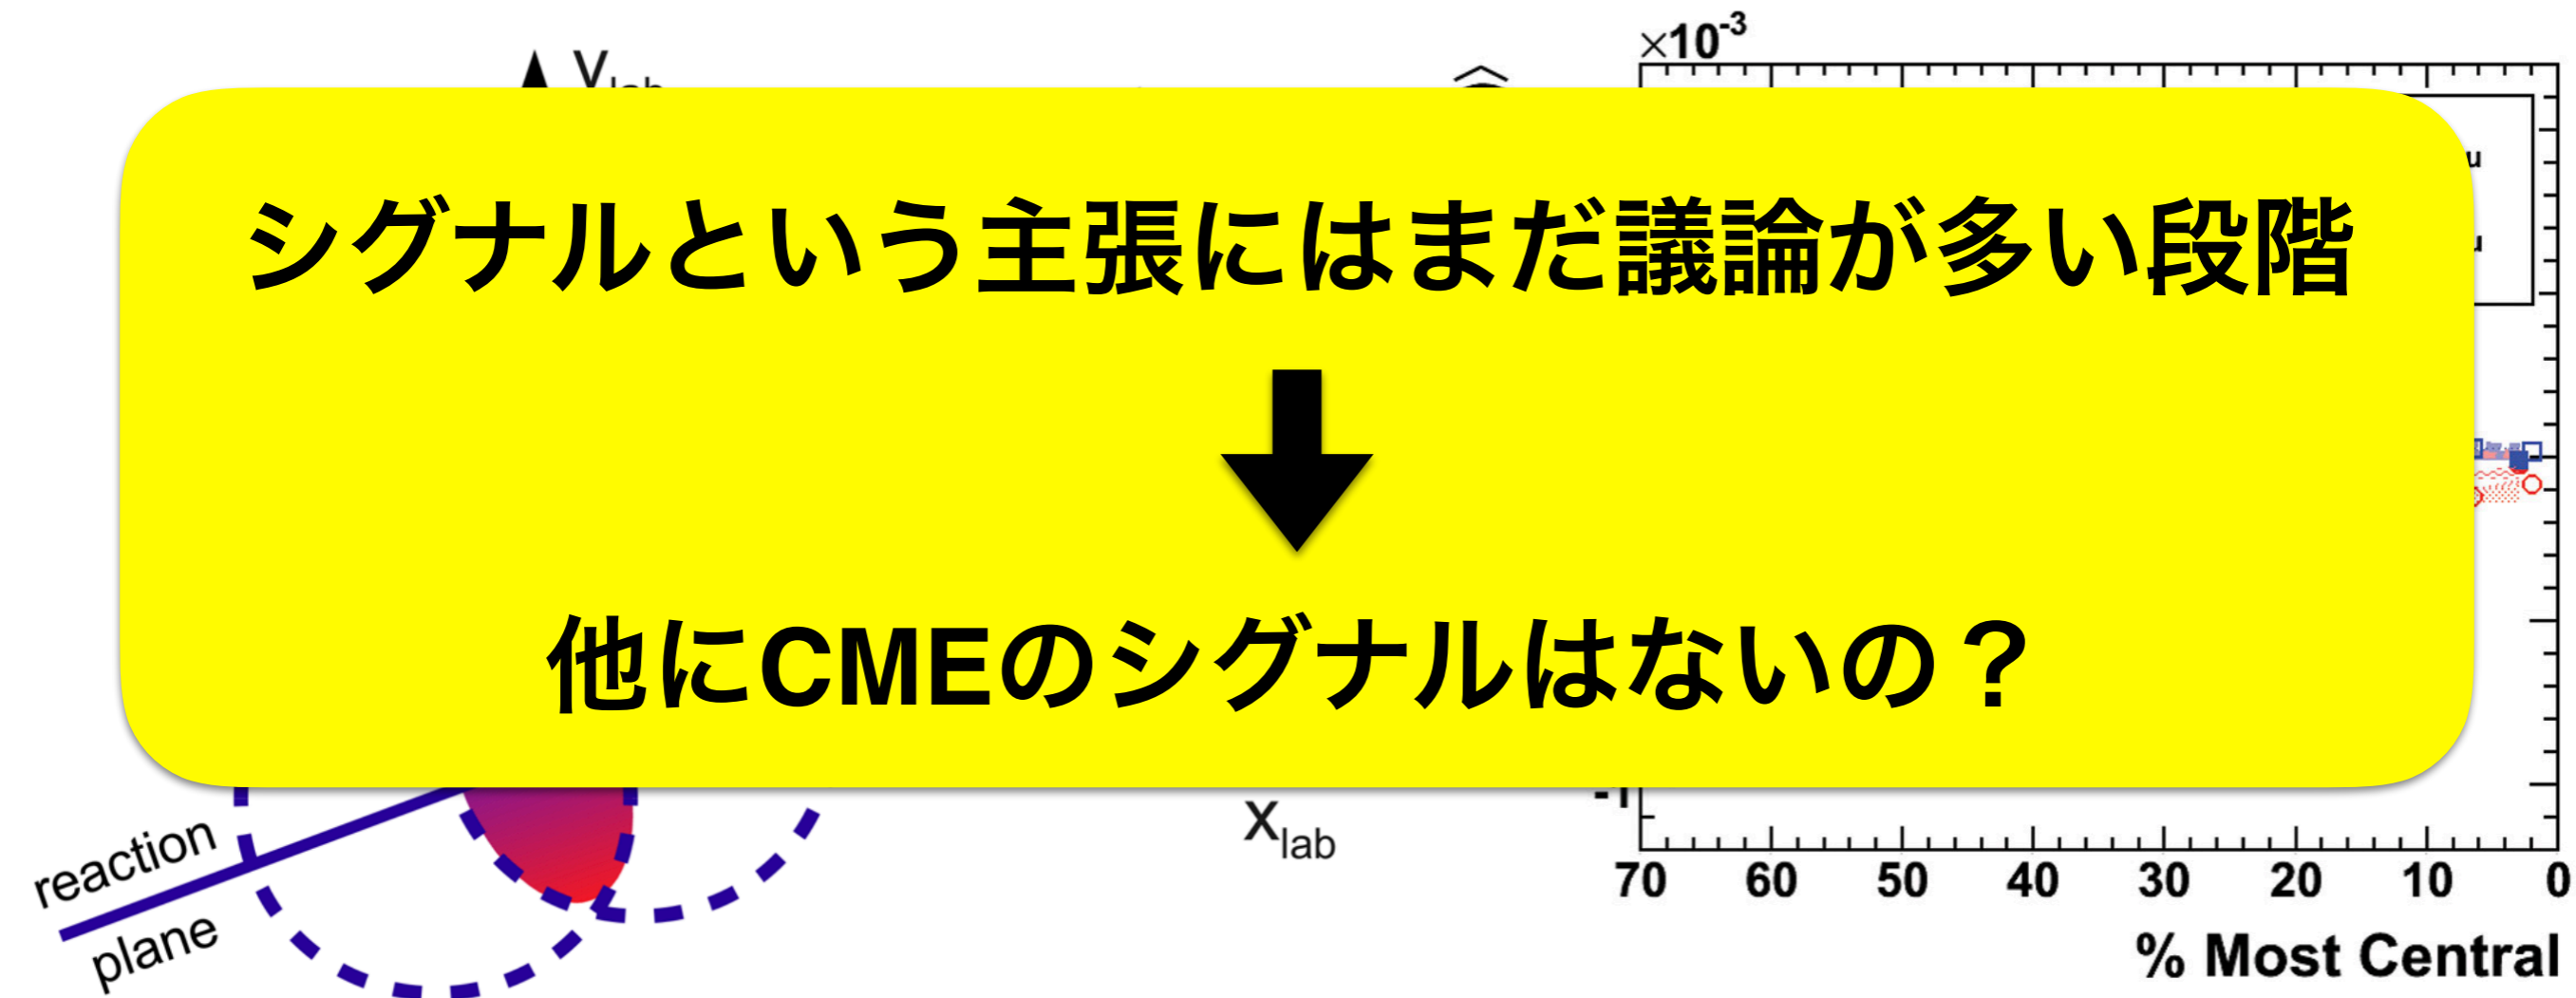 ×10-3
シグナルという主張にはまだ議論が多い段階
他にCMEのシグナルはないの？
-1
xlab
reaction
plane
70 60 50 40 30 20 10 0
% Most Central